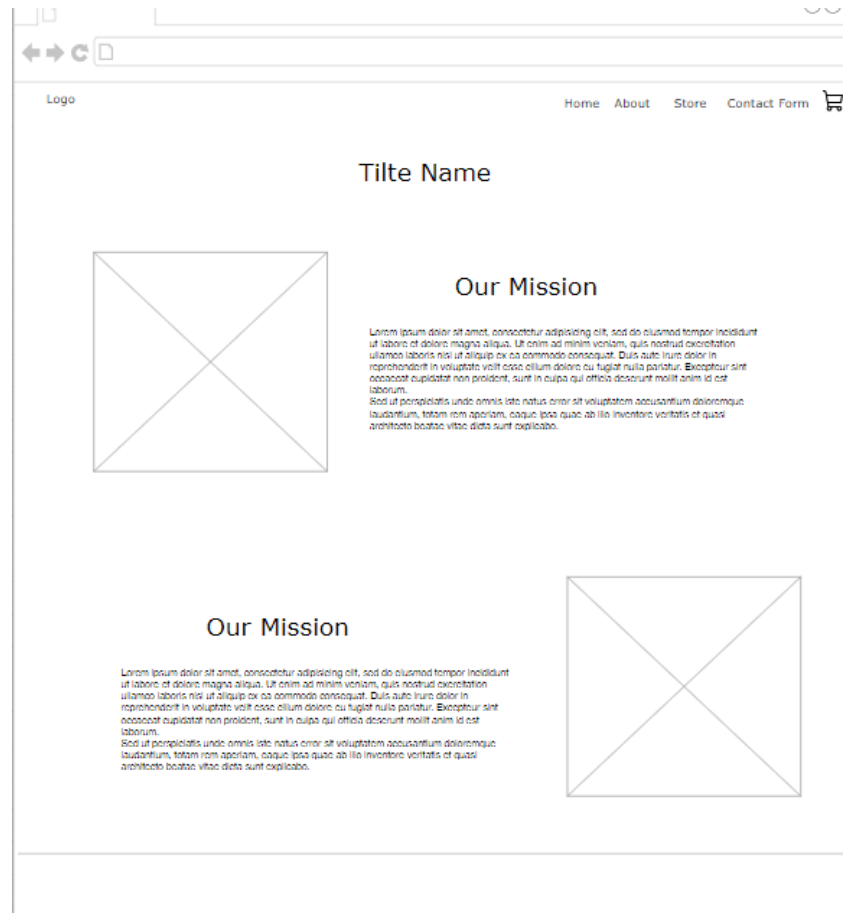 Logo
Home About Store Contact Form
Tilte Name
Our Mission
Lorem ipsum dolor sit amet, consectetur adipisicing elit, sed do eiusmod tempor incididunt
ut labore et dolore magna aliqua. Ut enim ad minim veniam, quis nostrud exercitation
ullamco laboris nisi ut aliquip ex ea commodo consequat. Duis aute irure dolor in
reprehenderit in voluptate velit esse cillum dolore eu fugiat nulla pariatur. Excepteur sint
occaecat cupidatat non proident, sunt in culpa qui officia deserunt mollit anim id est
laborum.
Sed ut perspiciatis unde omnis iste natus error sit voluptatem accusantium doloremque
laudantium, totam rem aperiam, eaque ipsa quae ab illo inventore veritatis et quasi
architecto beatae vitae dicta sunt explicabo.
Our Mission
Lorem ipsum dolor sit amet, consectetur adipisicing elit, sed do eiusmod tempor incididunt
ut labore et dolore magna aliqua. Ut enim ad minim veniam, quis nostrud exercitation
ullamco laboris nisi ut aliquip ex ea commodo consequat. Duis aute irure dolor in
reprehenderit in voluptate velit esse cillum dolore eu fugiat nulla pariatur. Excepteur sint
occaecat cupidatat non proident, sunt in culpa qui officia deserunt mollit anim id est
laborum.
Sed ut perspiciatis unde omnis iste natus error sit voluptatem accusantium doloremque
laudantium, totam rem aperiam, eaque ipsa quae ab illo inventore veritatis et quasi
architecto beatae vitae dicta sunt explicabo.